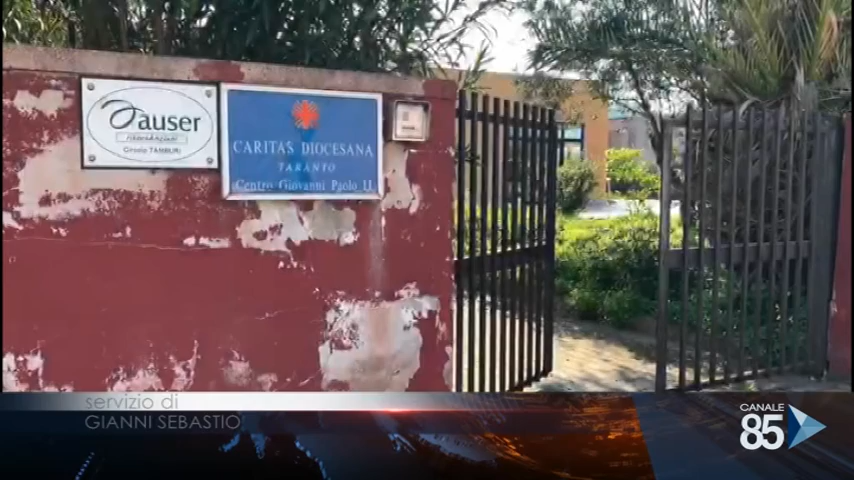 auser
Circolo TAMBURI
CARITAS DIOCESANA
TARANTO
Centro Giovanni Paolo II
servizio di
GIANNI SEBASTIO
CANALE
85